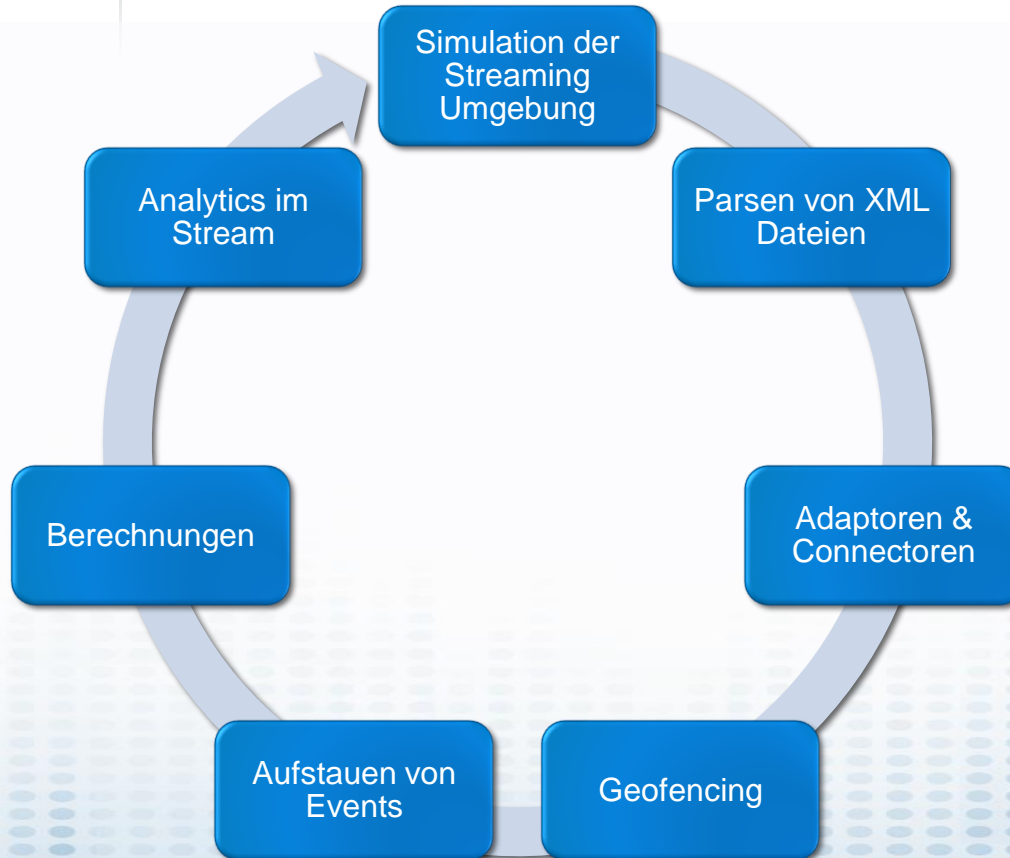 Simulation der
Streaming
Umgebung
Parsen von XML
Dateien
Adaptoren &
Connectoren
Geofencing
Aufstauen von
Events
Berechnungen
Analytics im
Stream